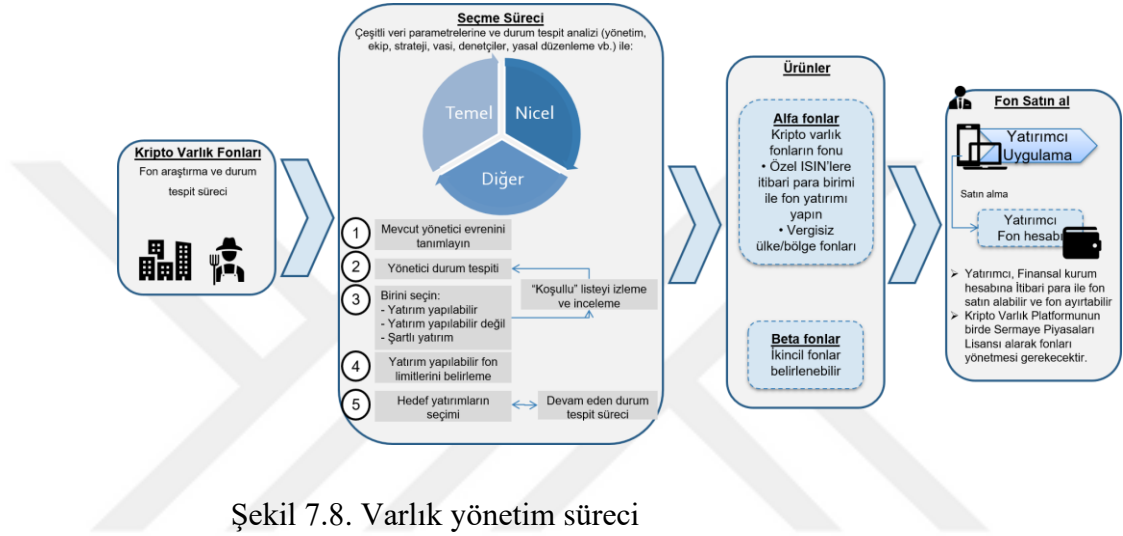 Kripto Varlık Fonları
Fon araştırma ve durum
tespit süreci
Seçme Süreci
Çeşitli veri parametrelerine ve durum tespit analizi (yönetim,
ekip, strateji, vasi, denetçiler, yasal düzenleme vb.) ile:
Temel
Nicel
Diğer
1
Mevcut yönetici evrenini
tanımlayın
2
Yönetici durum tespiti
3
Birini seçin:
- Yatırım yapılabilir
- Yatırım yapılabilir değil
- Şartlı yatırım
"Koşullu" listeyi izleme
ve inceleme
4
Yatırım yapılabilir fon
limitlerini belirleme
5
Hedef yatırımların
seçimi
Devam eden durum
tespit süreci
Ürünler
Alfa fonlar
Kripto varlık
fonların fonu
• Özel ISIN'lere
itibari para birimi
ile fon yatırımı
yapın
• Vergisiz
ülke/bölge fonları
Beta fonlar
İkincil fonlar
belirlenebilir
Fon Satın al
Yatırımcı
Uygulama
Satın alma
Yatırımcı
Fon hesabı
➢ Yatırımcı, Finansal kurum
hesabına İtibari para ile fon
satın alabilir ve fon ayırtabilir
➢ Kripto Varlık Platformunun
birde Sermaye Piyasaları
Lisansı alarak fonları
yönetmesi gerekecektir.
Şekil 7.8. Varlık yönetim süreci